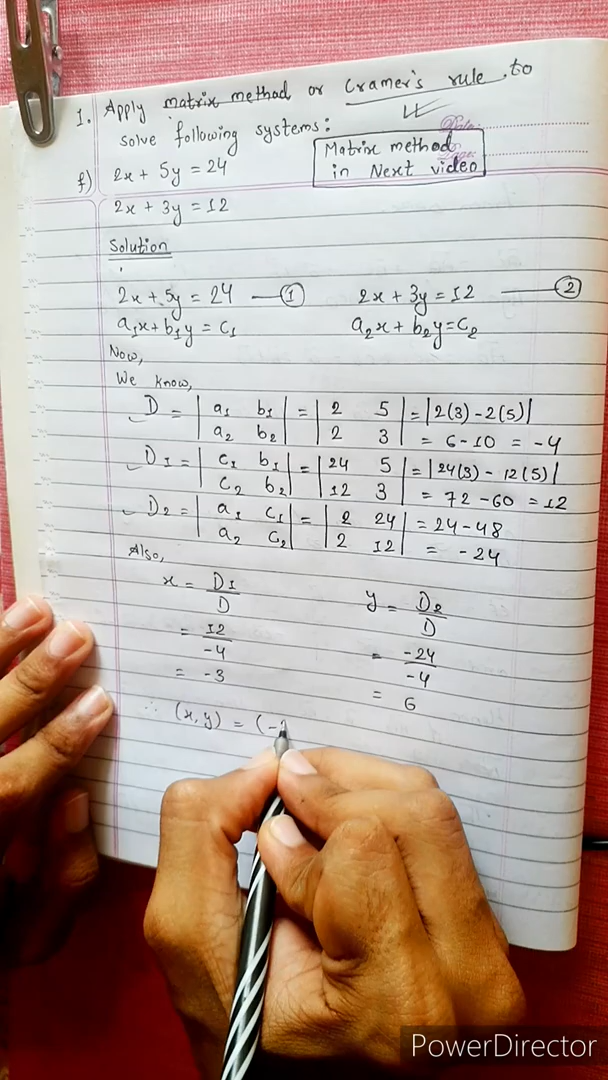 1. Apply matrix method or Cramer's rule to
solve following systems:
Matrix method
in Next video
f) 2x + 5y = 24
2x + 3y = 12
Solution
2x + 5y = 24 — ①
2x + 3y = 12 — ②
a₁x + b₁y = c₁
a₂x + b₂y = c₂
Now,
We know,
D = | a₁ b₁ | = | 2 5 | = |2(3) - 2(5)|
| a₂ b₂ | | 2 3 | = 6 - 10 = -4
D₁ = | c₁ b₁ | = | 24 5 | = |24(3) - 12(5)|
| c₂ b₂ | | 12 3 | = 72 - 60 = 12
D₂ = | a₁ c₁ | = | 2 24 | = 24 - 48
| a₂ c₂ | | 2 12 | = -24
Also,
x = D₁/D
= 12/-4
= -3
y = D₂/D
= -24/-4
= 6
∴ (x, y) = (-
PowerDirector